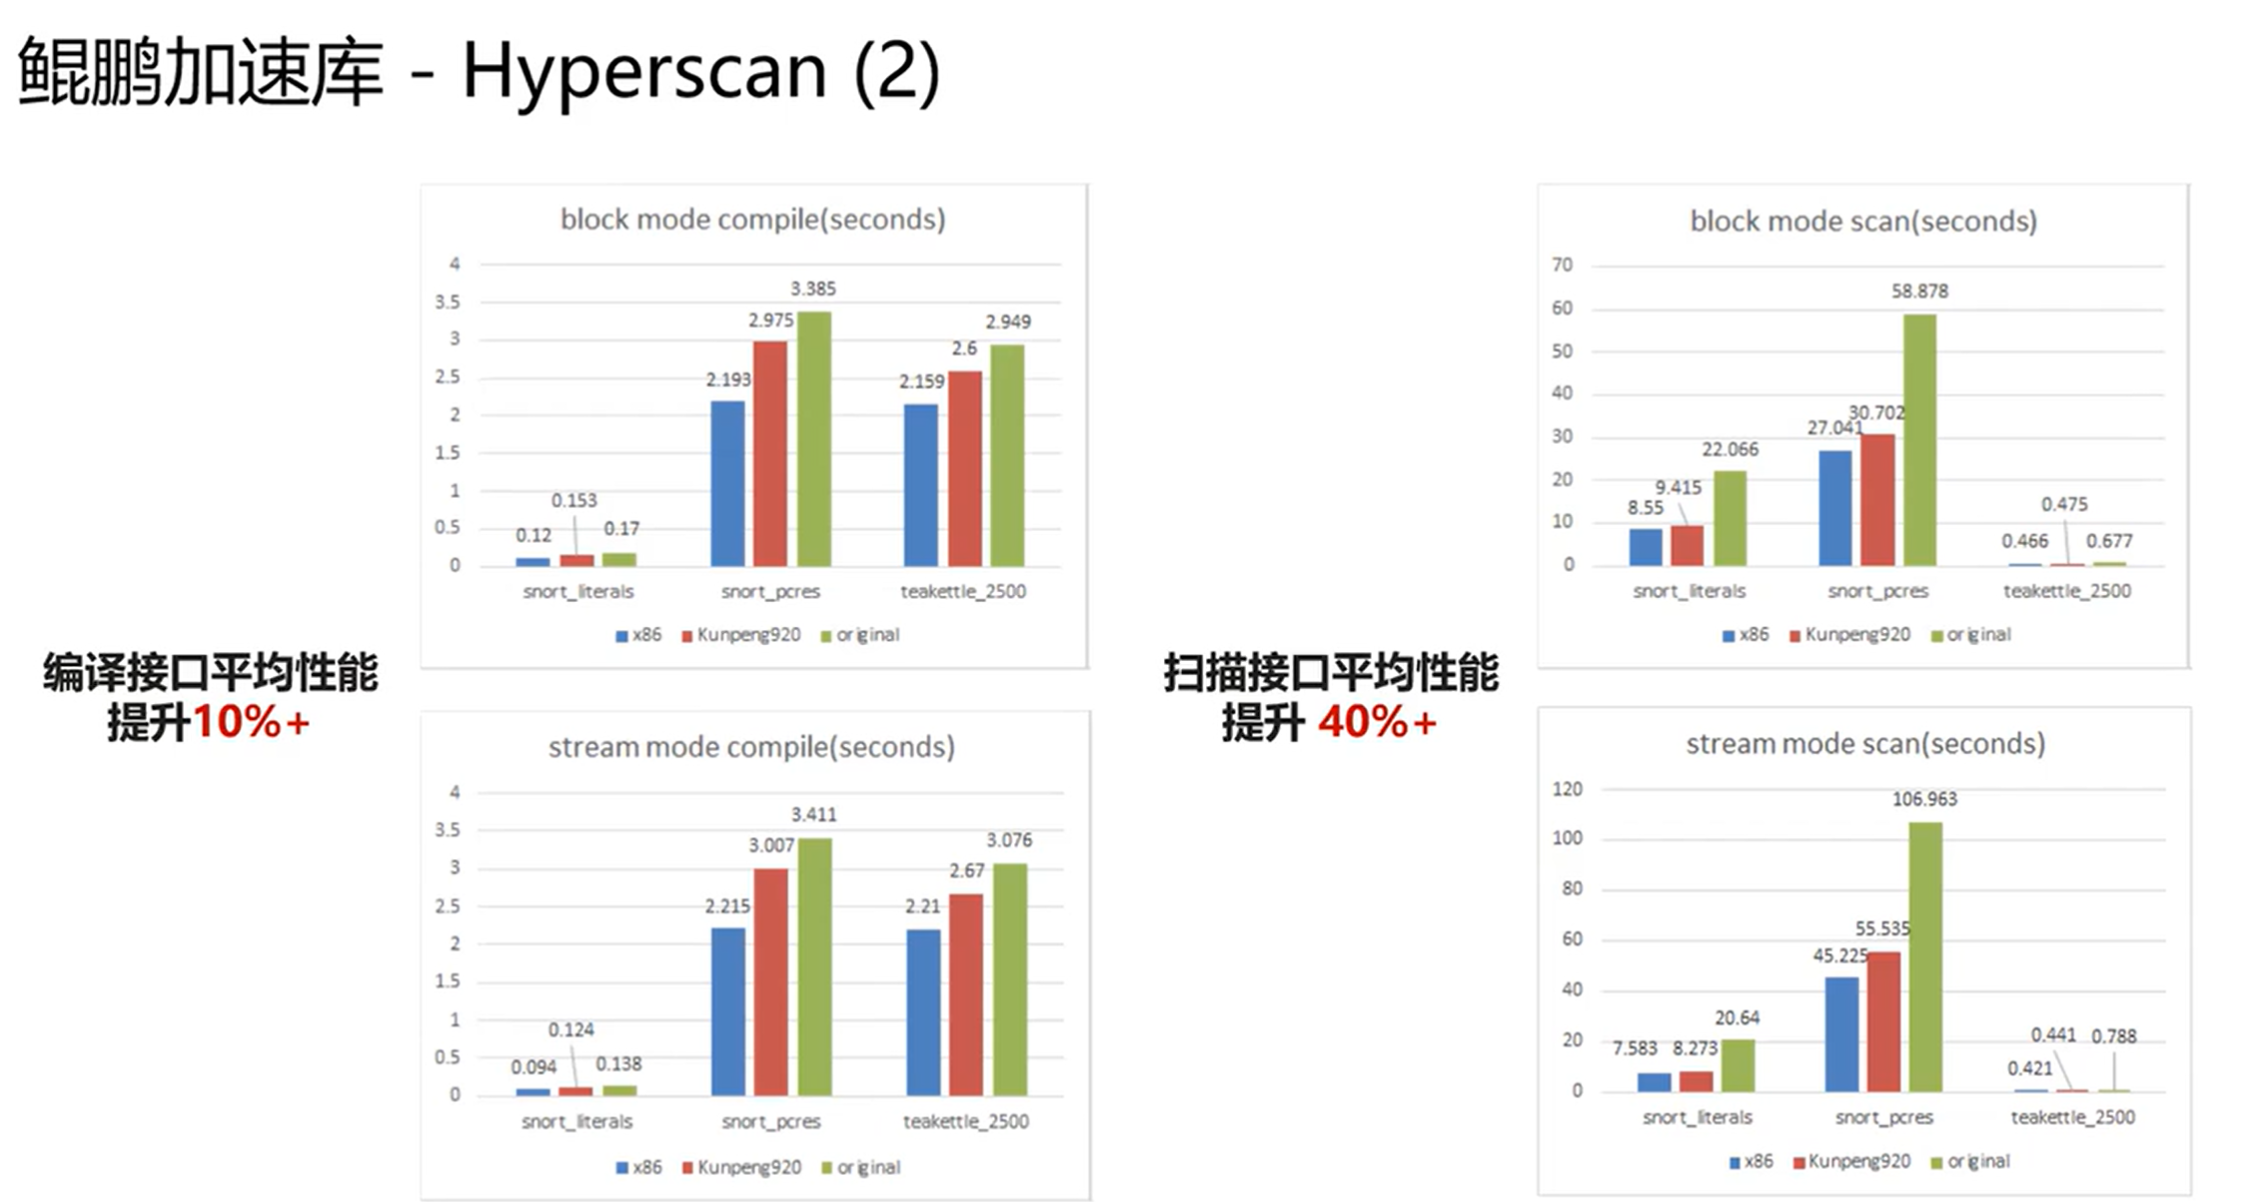 鲲鹏加速库 - Hyperscan (2)
编译接口平均性能
提升10%+
block mode compile(seconds)
4
3.5
3
2.5
2
1.5
1
0.5
0
0.12
0.153
0.17
2.193
2.975
3.385
2.159
2.6
2.949
snort_literals
snort_pcres
teakettle_2500
x86 Kunpeng920 original
stream mode compile(seconds)
4
3.5
3
2.5
2
1.5
1
0.5
0
0.094
0.124
0.138
2.215
3.007
3.411
2.21
2.67
3.076
snort_literals
snort_pcres
teakettle_2500
x86 Kunpeng920 original
扫描接口平均性能
提升 40%+
block mode scan(seconds)
70
60
50
40
30
20
10
0
8.55
9.415
22.066
27.041
30.702
58.878
0.466
0.475
0.677
snort_literals
snort_pcres
teakettle_2500
x86 Kunpeng920 original
stream mode scan(seconds)
120
100
80
60
40
20
0
7.583
8.273
20.64
45.225
55.535
106.963
0.421
0.441
0.788
snort_literals
snort_pcres
teakettle_2500
x86 Kunpeng920 original